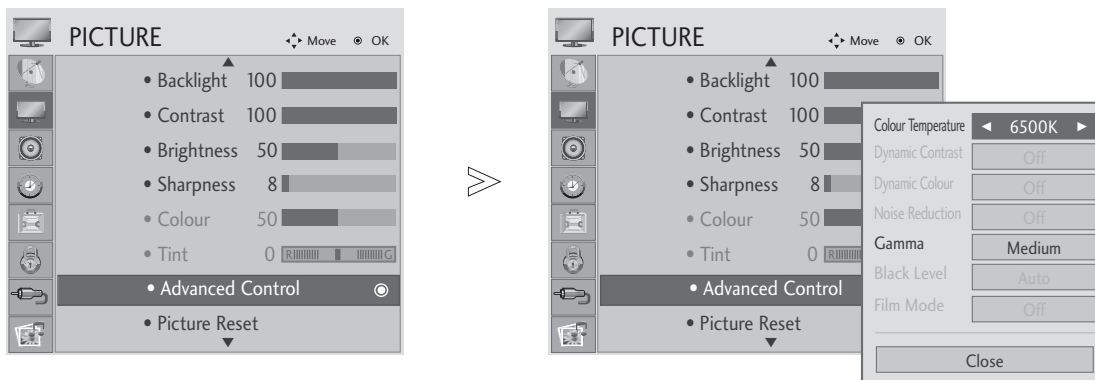 PICTURE Move OK
• Backlight 100
• Contrast 100
• Brightness 50
• Sharpness 8
• Colour 50
• Tint 0 R G
• Advanced Control
• Picture Reset
PICTURE Move OK
• Backlight 100
• Contrast 100
• Brightness 50
• Sharpness 8
• Colour 50
• Tint 0 R
• Advanced Control
• Picture Reset
Colour Temperature 6500K
Dynamic Contrast Off
Dynamic Colour Off
Noise Reduction Off
Gamma Medium
Black Level Auto
Film Mode Off
Close